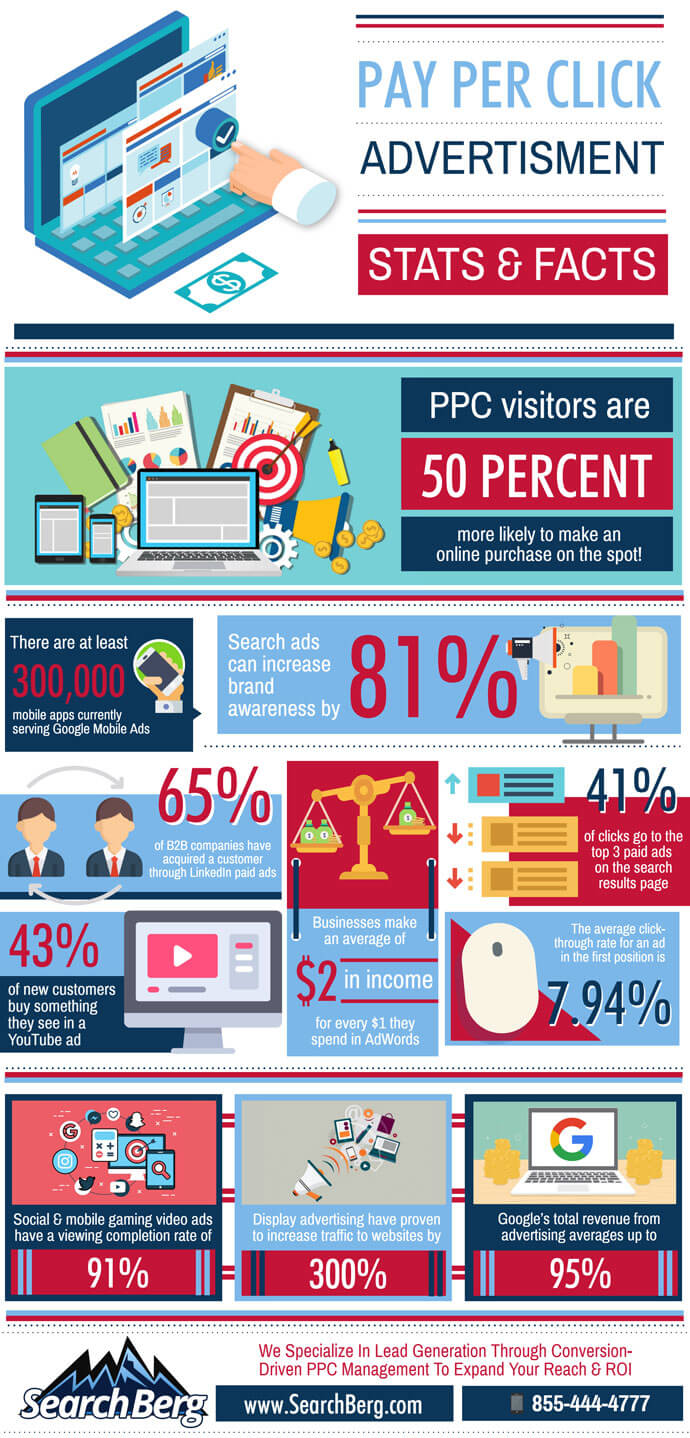 PAY PER CLICK
ADVERTISMENT
STATS & FACTS
PPC visitors are
50 PERCENT
more likely to make an
online purchase on the spot!
There are at least
300,000
mobile apps currently
serving Google Mobile Ads
Search ads
can increase
brand
awareness by
81%
65%
of B2B companies have
acquired a customer
through LinkedIn paid ads
Businesses make
an average of
$2 in income
for every $1 they
spend in AdWords
41%
of clicks go to the
top 3 paid ads
on the search
results page
43%
of new customers
buy something
they see in a
YouTube ad
The average click-
through rate for an ad
in the first position is
7.94%
Social & mobile gaming video ads
have a viewing completion rate of
91%
Display advertising have proven
to increase traffic to websites by
300%
Google's total revenue from
advertising averages up to
95%
SearchBerg
We Specialize In Lead Generation Through Conversion-
Driven PPC Management To Expand Your Reach & ROI
www.SearchBerg.com
855-444-4777